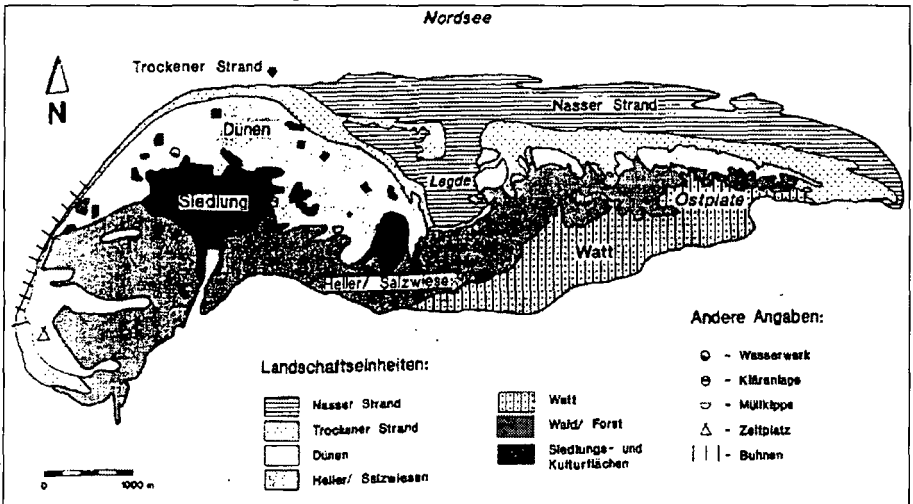 Nordsee
Trockener Strand
N
Nasser Strand
Dünen
Legde
Siedlung
Ostplate
Watt
Heller/ Salzwiese
Andere Angaben:
- Wasserwerk
- Kläranlage
- Müllkippe
- Zeltplatz
- Buhnen
Landschaftseinheiten:
Nasser Strand
Trockener Strand
Dünen
Heller/ Salzwiesen
Watt
Wald/ Forst
Siedlungs- und
Kulturflächen
0 1000 m